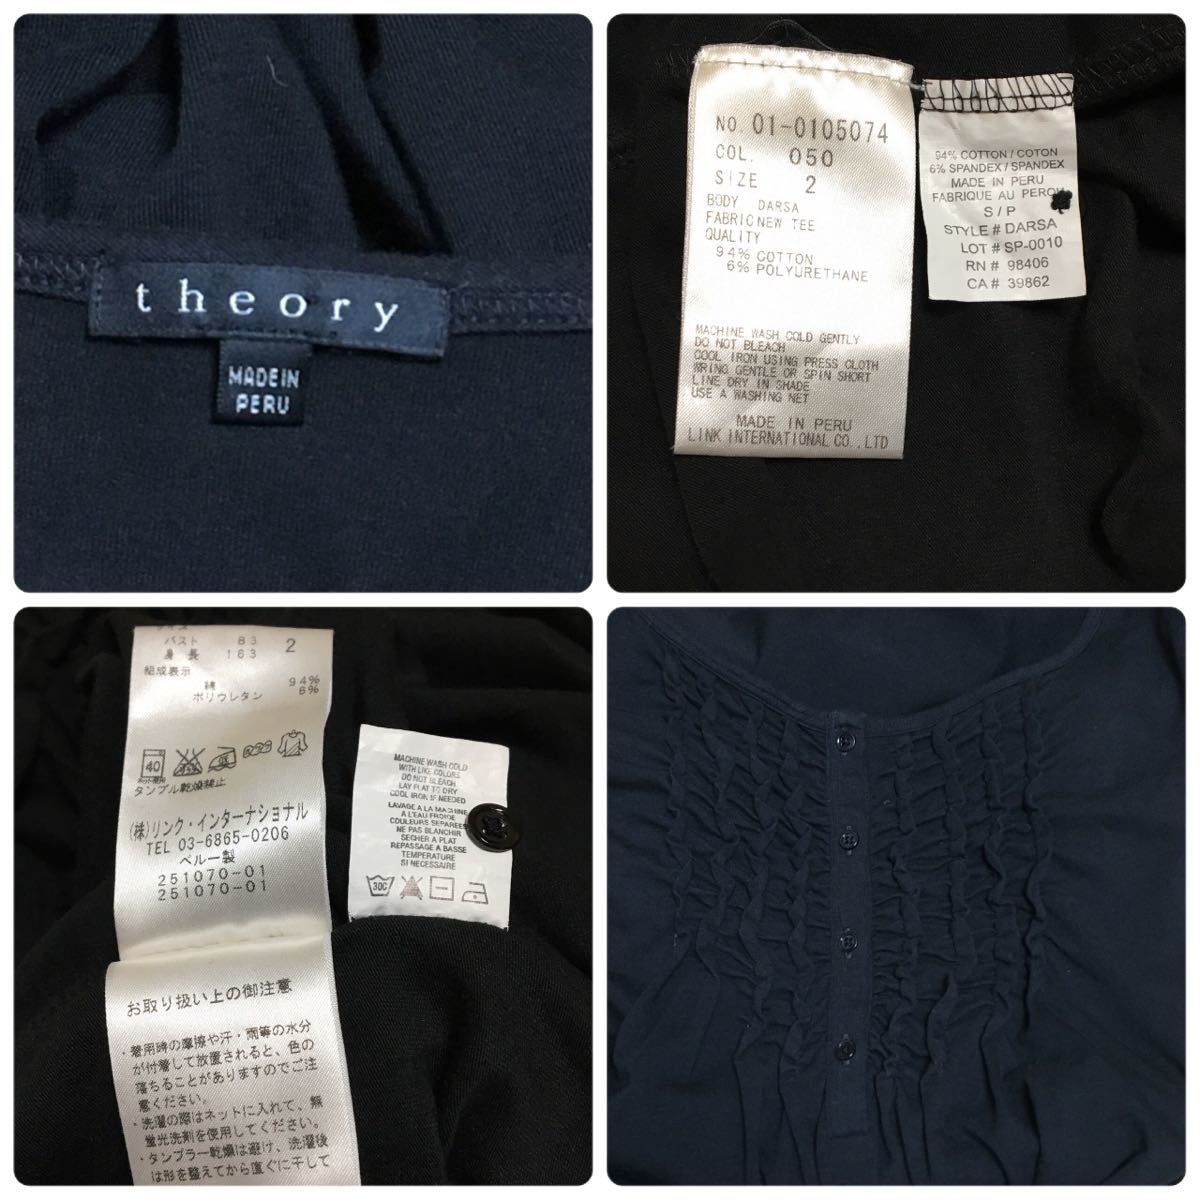 theory
MADE IN
PERU
NO. 01-0105074
COL. 050
SIZE 2
BODY DARSA
FABRIC NEW TEE
QUALITY
94% COTTON
6% POLYURETHANE
MACHINE WASH COLD GENTLY
DO NOT BLEACH
COOL IRON USING PRESS CLOTH
WRING GENTLE OR SPIN SHORT
LINE DRY IN SHADE
USE A WASHING NET
MADE IN PERU
LINK INTERNATIONAL CO.,LTD
94% COTTON / COTON
6% SPANDEX / SPANDEX
MADE IN PERU
FABRIQUE AU PEROU
S / P
STYLE # DARSA
LOT # SP-0010
RN # 98406
CA # 39862
バスト 83
身長 163
2
組成表示
綿 94%
ポリウレタン 6%
40
タンブル乾燥禁止
(株)リンク・インターナショナル
TEL 03-6865-0206
ペルー製
251070-01
251070-01
お取り扱い上の御注意
・着用時の摩擦や汗・雨等の水分
が付着して放置されると、色の
落ちることがありますのでご注
意ください。
・洗濯の際はネットに入れて、無
蛍光洗剤を使用してください。
・タンブラー乾燥は避け、洗濯後
は形を整えてから直ぐに干して
MACHINE WASH COLD
WITH LIKE COLORS
DO NOT BLEACH
LAY FLAT TO DRY
COOL IRON IF NEEDED
LAVAGE A LA MACHINE
A L'EAU FROIDE
COULEURS SEPAREES
NE PAS BLANCHIR
SECHER A PLAT
REPASSAGE A BASSE
TEMPERATURE
SI NECESSAIRE
30C